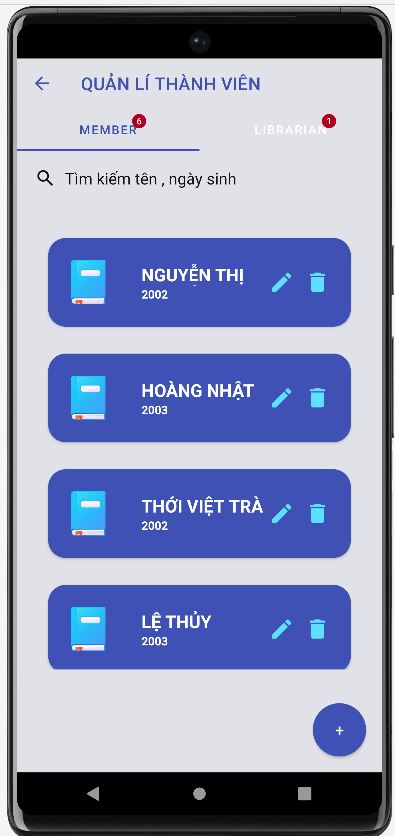 QUẢN LÍ THÀNH VIÊN
MEMBER 6
LIBRARIAN 1
Tìm kiếm tên , ngày sinh
NGUYỄN THỊ
2002
HOÀNG NHẬT
2003
THỚI VIỆT TRÀ
2002
LỆ THỦY
2003
+